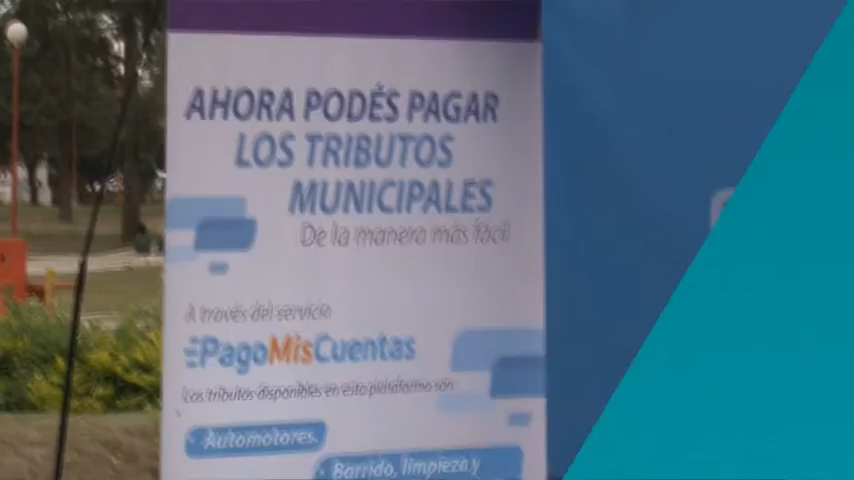 AHORA PODÉS PAGAR
LOS TRIBUTOS
MUNICIPALES
De la manera más fácil
A través del servicio
PagoMisCuentas
Los tributos disponibles en esta plataforma son
· Automotores.
· Barrido, limpieza y